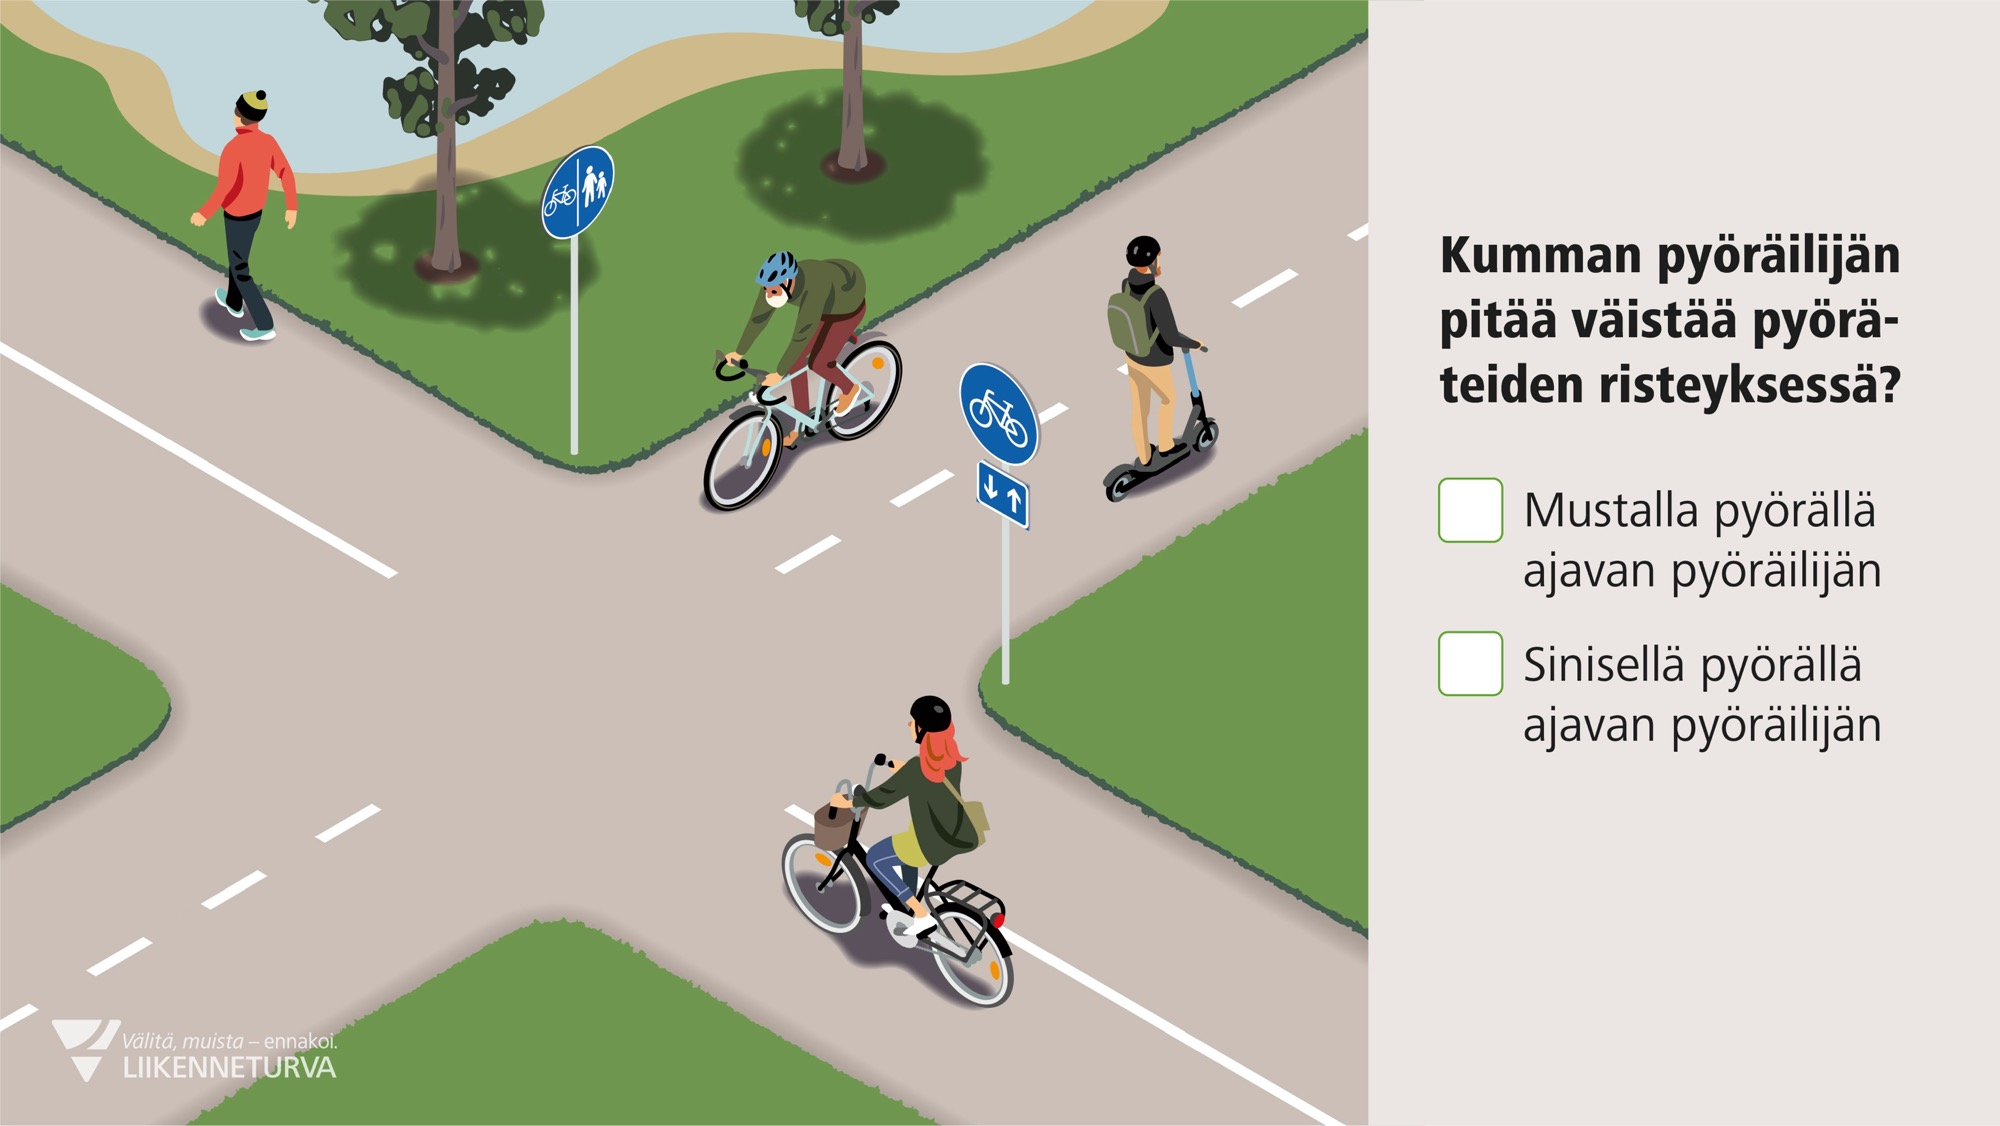 Kumman pyöräilijän
pitää väistää pyörä-
teiden risteyksessä?
Mustalla pyörällä
ajavan pyöräilijän
Sinisellä pyörällä
ajavan pyöräilijän
Välitä, muista – ennakoi.
LIIKENNETURVA